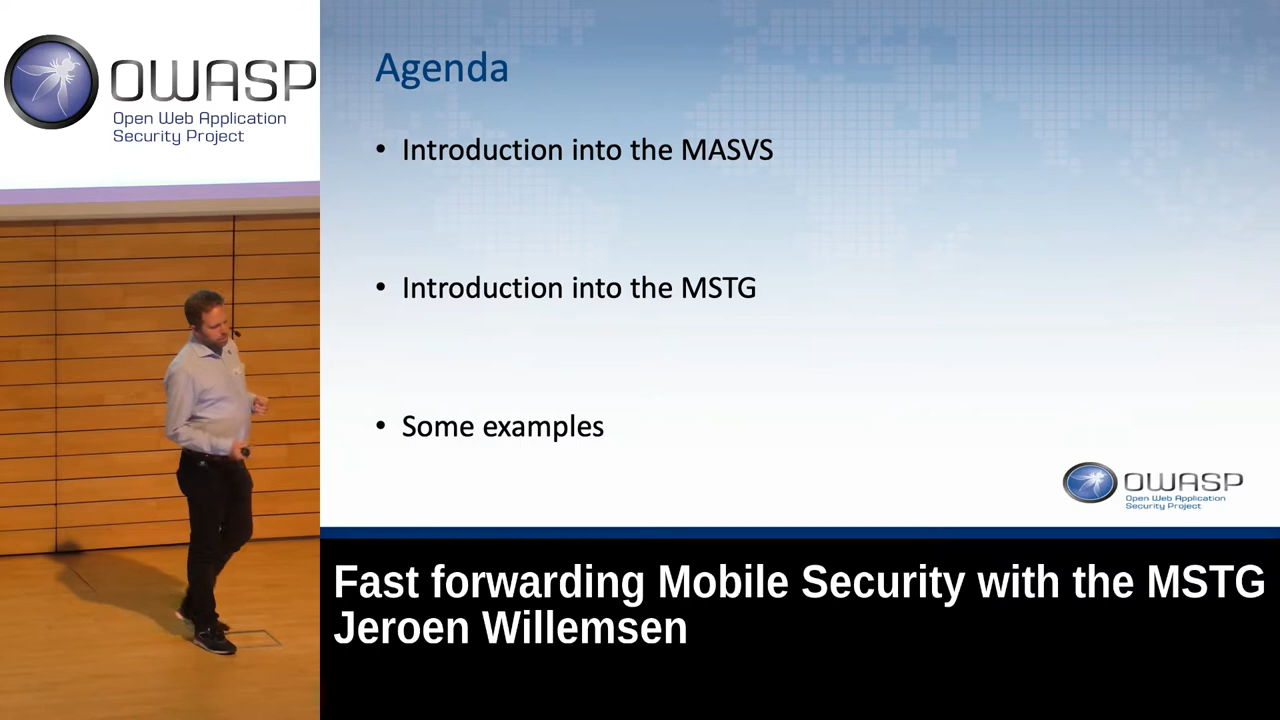 OWASP
Open Web Application
Security Project
Agenda
• Introduction into the MASVS
• Introduction into the MSTG
• Some examples
OWASP
Open Web Application
Security Project
Fast forwarding Mobile Security with the MSTG
Jeroen Willemsen